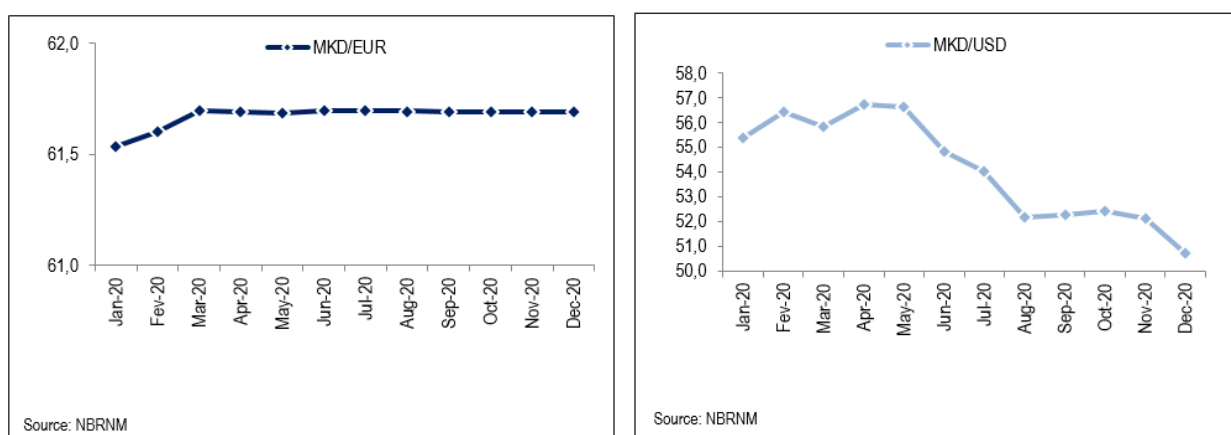 MKD/EUR
62,0
61,5
61,0
Jan-20
Fev-20
Mar-20
Apr-20
May-20
Jun-20
Jul-20
Aug-20
Sep-20
Oct-20
Nov-20
Dec-20
Source: NBRNM
MKD/USD
58,0
57,0
56,0
55,0
54,0
53,0
52,0
51,0
50,0
Jan-20
Fev-20
Mar-20
Apr-20
May-20
Jun-20
Jul-20
Aug-20
Sep-20
Oct-20
Nov-20
Dec-20
Source: NBRNM